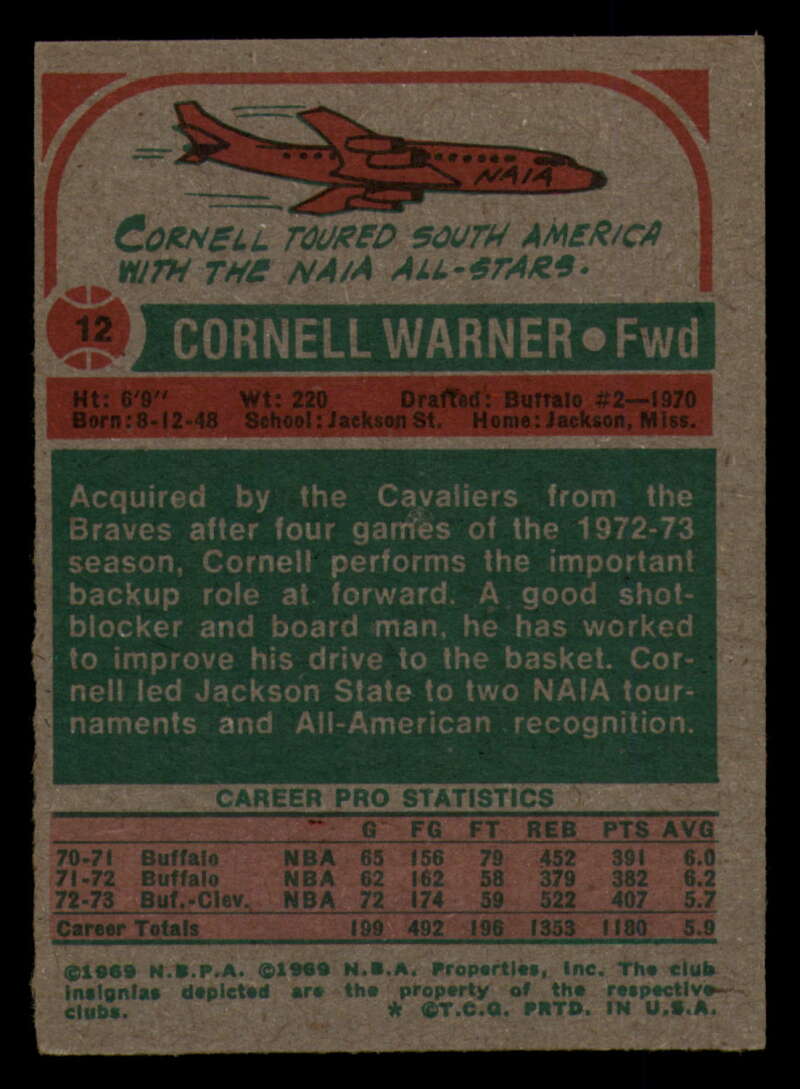 NAIA
CORNELL TOURED SOUTH AMERICA
WITH THE NAIA ALL-STARS.
12
CORNELL WARNER • Fwd
Ht: 6'9" Wt: 220 Drafted: Buffalo #2—1970
Born: 8-12-48 School: Jackson St. Home: Jackson, Miss.
Acquired by the Cavaliers from the
Braves after four games of the 1972-73
season, Cornell performs the important
backup role at forward. A good shot-
blocker and board man, he has worked
to improve his drive to the basket. Cor-
nell led Jackson State to two NAIA tour-
naments and All-American recognition.
CAREER PRO STATISTICS
G FG FT REB PTS AVG
70-71 Buffalo NBA 65 156 79 452 391 6.0
71-72 Buffalo NBA 62 162 58 379 382 6.2
72-73 Buf.-Clev. NBA 72 174 59 522 407 5.7
Career Totals 199 492 196 1353 1180 5.9
©1969 N.B.P.A. ©1969 N.B.A. Properties, Inc. The club
insignias depicted are the property of the respective
clubs. * ©T.C.G. PRTD. IN U.S.A.